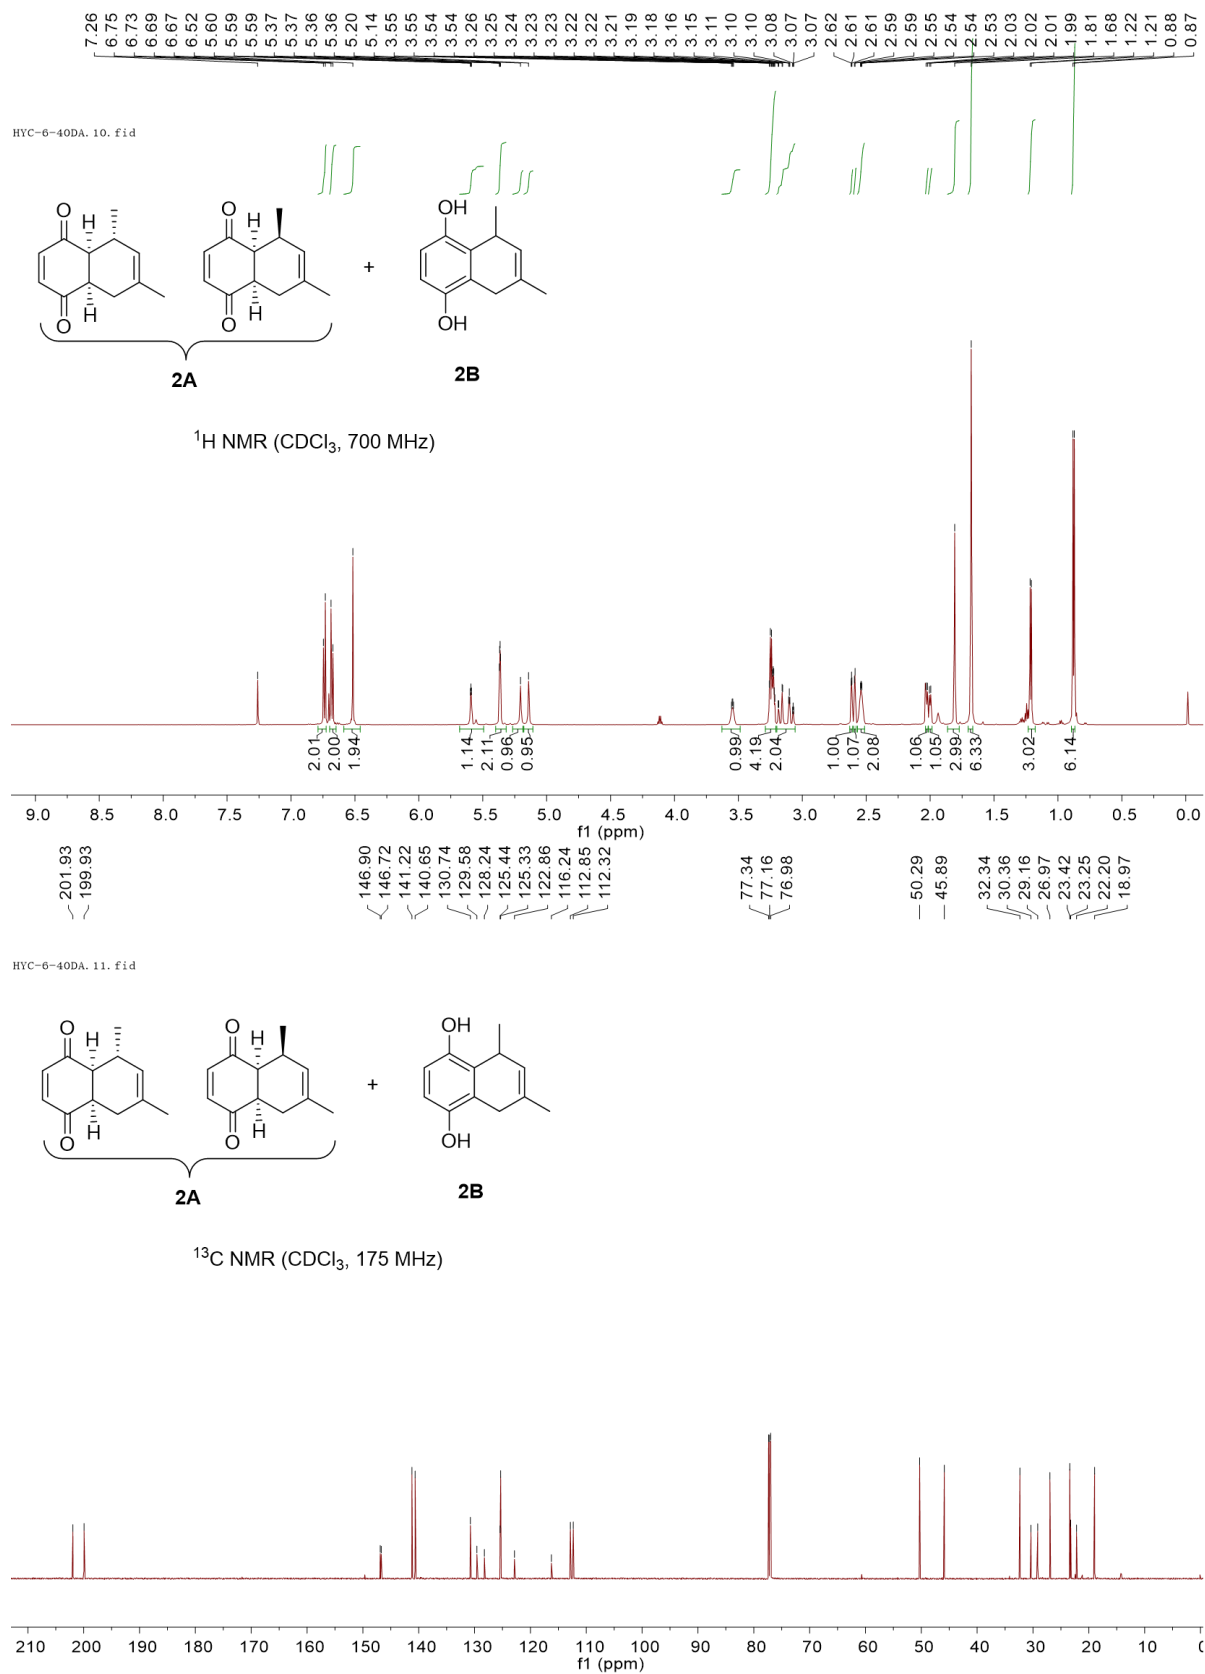 7.26 6.75 6.73 6.69 6.67 6.52 5.60 5.59 5.59 5.37 5.37 5.36 5.36 5.20 5.14 3.55 3.55 3.54 3.54 3.26 3.25 3.24 3.23 3.23 3.22 3.22 3.21 3.19 3.18 3.16 3.15 3.11 3.10 3.10 3.08 3.07 3.07 2.62 2.61 2.61 2.59 2.59 2.55 2.54 2.54 2.53 2.03 2.02 2.01 1.99 1.81 1.68 1.22 1.21 0.88 0.87
HYC-6-40DA.10.fid
O H O H OH
+
O H O H OH
2A 2B
1H NMR (CDCl3, 700 MHz)
2.01 2.00 1.94 1.14 2.11 0.96 0.95 0.99 4.19 2.04 1.00 1.07 2.08 1.06 1.05 2.99 6.33 3.02 6.14
9.0 8.5 8.0 7.5 7.0 6.5 6.0 5.5 5.0 4.5 4.0 3.5 3.0 2.5 2.0 1.5 1.0 0.5 0.0
f1 (ppm)
201.93 199.93 146.90 146.72 141.22 140.65 130.74 129.58 128.24 125.44 125.33 122.86 116.24 112.85 112.32 77.34 77.16 76.98 50.29 45.89 32.34 30.36 29.16 26.97 23.42 23.25 22.20 18.97
HYC-6-40DA.11.fid
O H O H OH
+
O H O H OH
2A 2B
13C NMR (CDCl3, 175 MHz)
210 200 190 180 170 160 150 140 130 120 110 100 90 80 70 60 50 40 30 20 10
f1 (ppm)